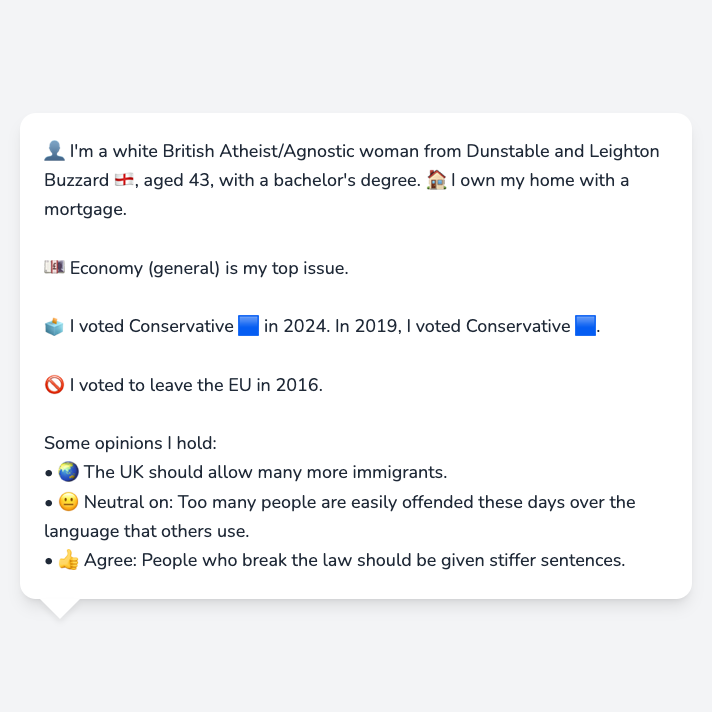 👤 I'm a white British Atheist/Agnostic woman from Dunstable and Leighton
Buzzard 🏴󠁧󠁢󠁥󠁮󠁧󠁿, aged 43, with a bachelor's degree. 🏠 I own my home with a
mortgage.
💷 Economy (general) is my top issue.
🗳️ I voted Conservative 🟦 in 2024. In 2019, I voted Conservative 🟦.
🚫 I voted to leave the EU in 2016.
Some opinions I hold:
• 🌏 The UK should allow many more immigrants.
• 😐 Neutral on: Too many people are easily offended these days over the
language that others use.
• 👍 Agree: People who break the law should be given stiffer sentences.